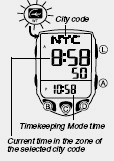 City code
NYC
A
8:58
50
P 10:58
L
A
B
C
Timekeeping Mode time
Current time in the zone of
the selected city code